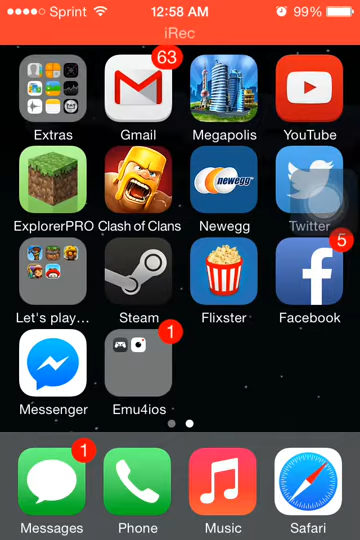 Sprint 12:58 AM 99%
iRec
63
Extras Gmail Megapolis YouTube
newegg
ExplorerPRO Clash of Clans Newegg Twitter
5
Let's play... Steam Flixster Facebook
1
Messenger Emu4ios
1
Messages Phone Music Safari